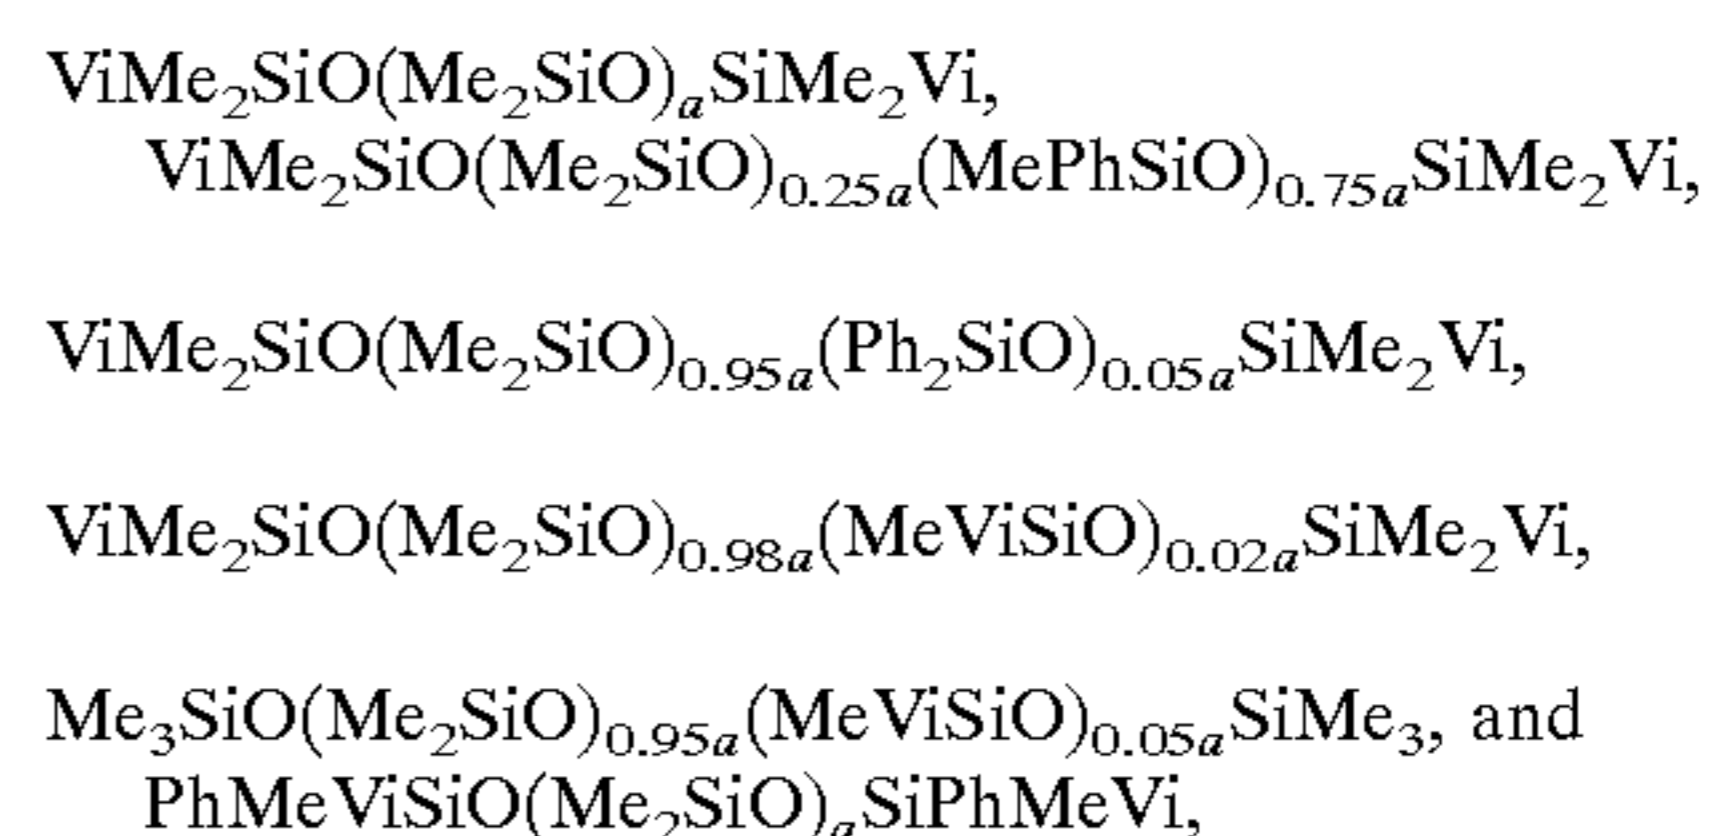 ViMe₂SiO(Me₂SiO)ₐSiMe₂Vi,
ViMe₂SiO(Me₂SiO)₀.₂₅ₐ(MePhSiO)₀.₇₅ₐSiMe₂Vi,
ViMe₂SiO(Me₂SiO)₀.₉₅ₐ(Ph₂SiO)₀.₀₅ₐSiMe₂Vi,
ViMe₂SiO(Me₂SiO)₀.₉₈ₐ(MeViSiO)₀.₀₂ₐSiMe₂Vi,
Me₃SiO(Me₂SiO)₀.₉₅ₐ(MeViSiO)₀.₀₅ₐSiMe₃, and
PhMeViSiO(Me₂SiO)ₐSiPhMeVi,